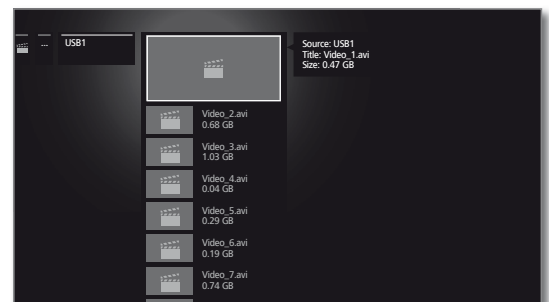 ...
USB1
Source: USB1
Title: Video_1.avi
Size: 0.47 GB
Video_2.avi
0.68 GB
Video_3.avi
1.03 GB
Video_4.avi
0.04 GB
Video_5.avi
0.29 GB
Video_6.avi
0.19 GB
Video_7.avi
0.74 GB